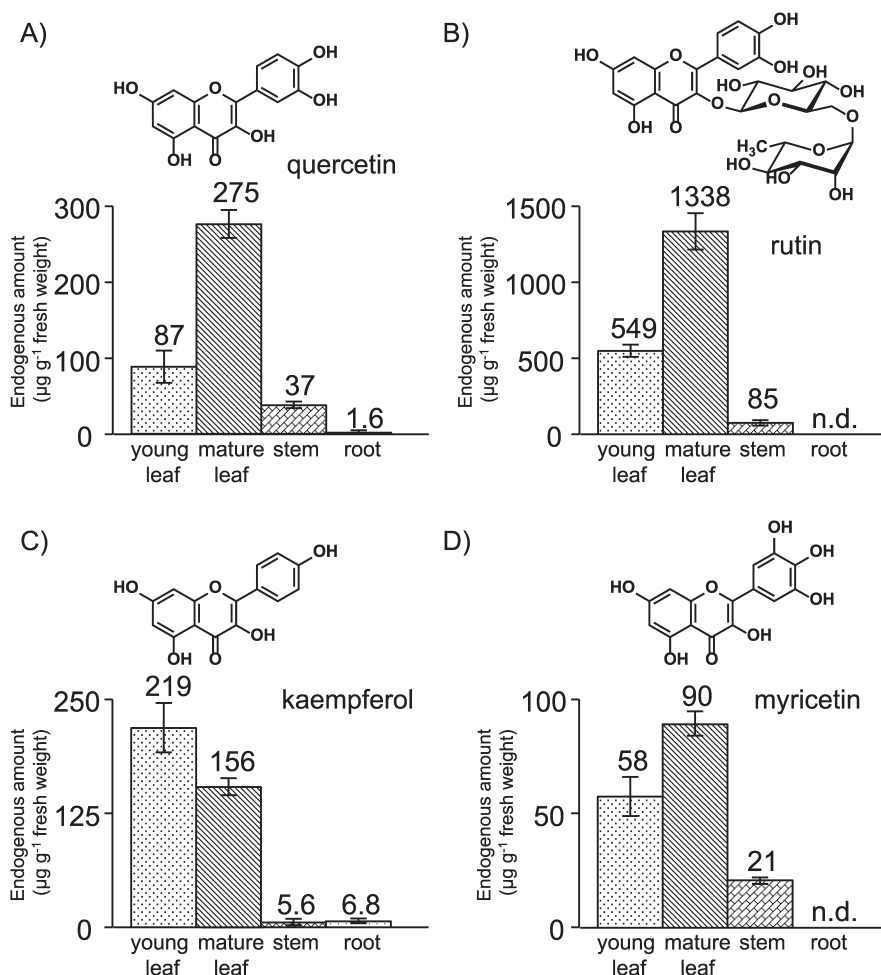 A)
OH
HO
O
OH
OH
OH
O
quercetin
Endogenous amount
(µg g⁻¹ fresh weight)
300
200
100
0
87
275
37
1.6
young leaf
mature leaf
stem
root
B)
OH
HO
O
OH
OH
O
O
HO
OH
HO
O
O
H₃C
O
HO
HO
OH
OH
rutin
Endogenous amount
(µg g⁻¹ fresh weight)
1500
1000
500
0
549
1338
85
n.d.
young leaf
mature leaf
stem
root
C)
OH
HO
O
OH
OH
O
kaempferol
Endogenous amount
(µg g⁻¹ fresh weight)
250
125
0
219
156
5.6
6.8
young leaf
mature leaf
stem
root
D)
OH
OH
HO
O
OH
OH
OH
O
myricetin
Endogenous amount
(µg g⁻¹ fresh weight)
100
50
0
58
90
21
n.d.
young leaf
mature leaf
stem
root